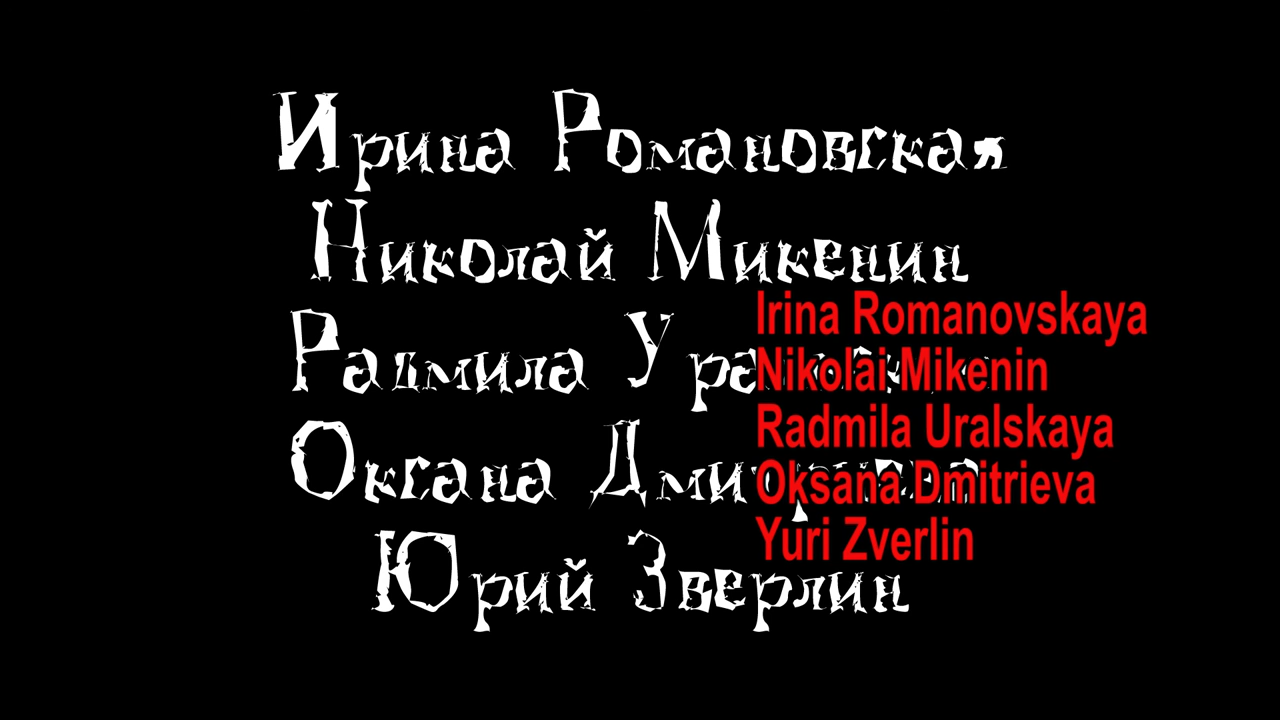 Ирина Романовская
Николай Микенин
Радмила
Оксана
Юрий Зверлин
Irina Romanovskaya
Nikolai Mikenin
Radmila Uralskaya
Oksana Dmitrieva
Yuri Zverlin